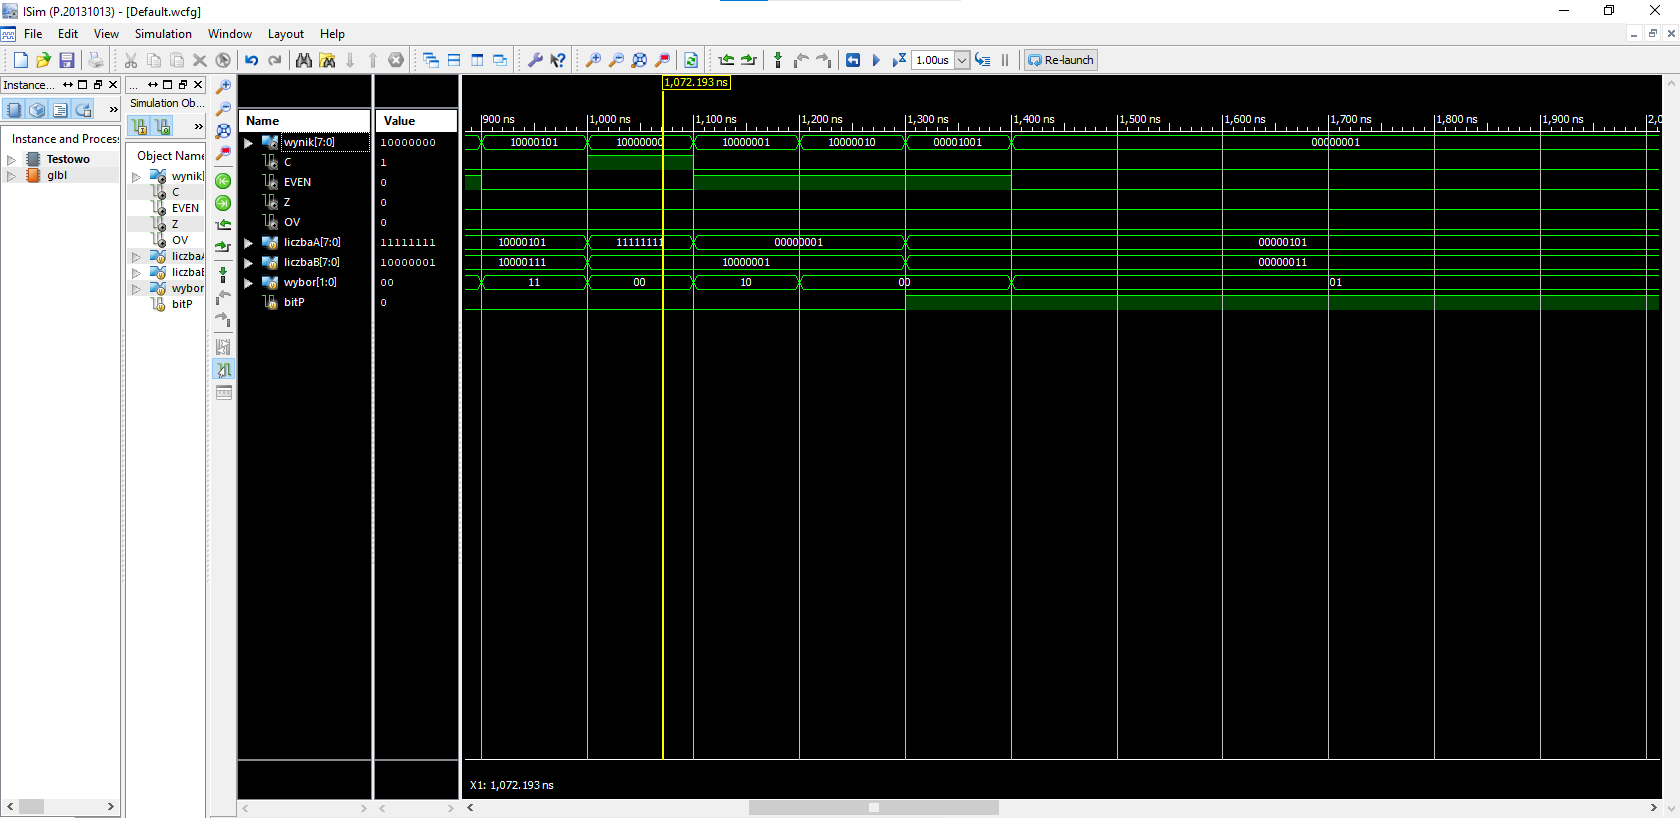 ISim (P.20131013) - [Default.wcfg]
File Edit View Simulation Window Layout Help
1.00us
Re-launch
Instance...
...
Simulation Ob...
»
»
Instance and Proces
Testowo
glbl
Object Name
wynik[
C
EVEN
Z
OV
liczbaA
liczbaB
wybor
bitP
Name Value
wynik[7:0] 10000000
C 1
EVEN 0
Z 0
OV 0
liczbaA[7:0] 11111111
liczbaB[7:0] 10000001
wybor[1:0] 00
bitP 0
1,072.193 ns
900 ns 1,000 ns 1,100 ns 1,200 ns 1,300 ns 1,400 ns 1,500 ns 1,600 ns 1,700 ns 1,800 ns 1,900 ns 2,0
10000101 10000000 10000001 10000010 00001001 00000001
10000101 11111111 00000001 00000101
10000111 10000001 00000011
11 00 10 00 01
X1: 1,072.193 ns